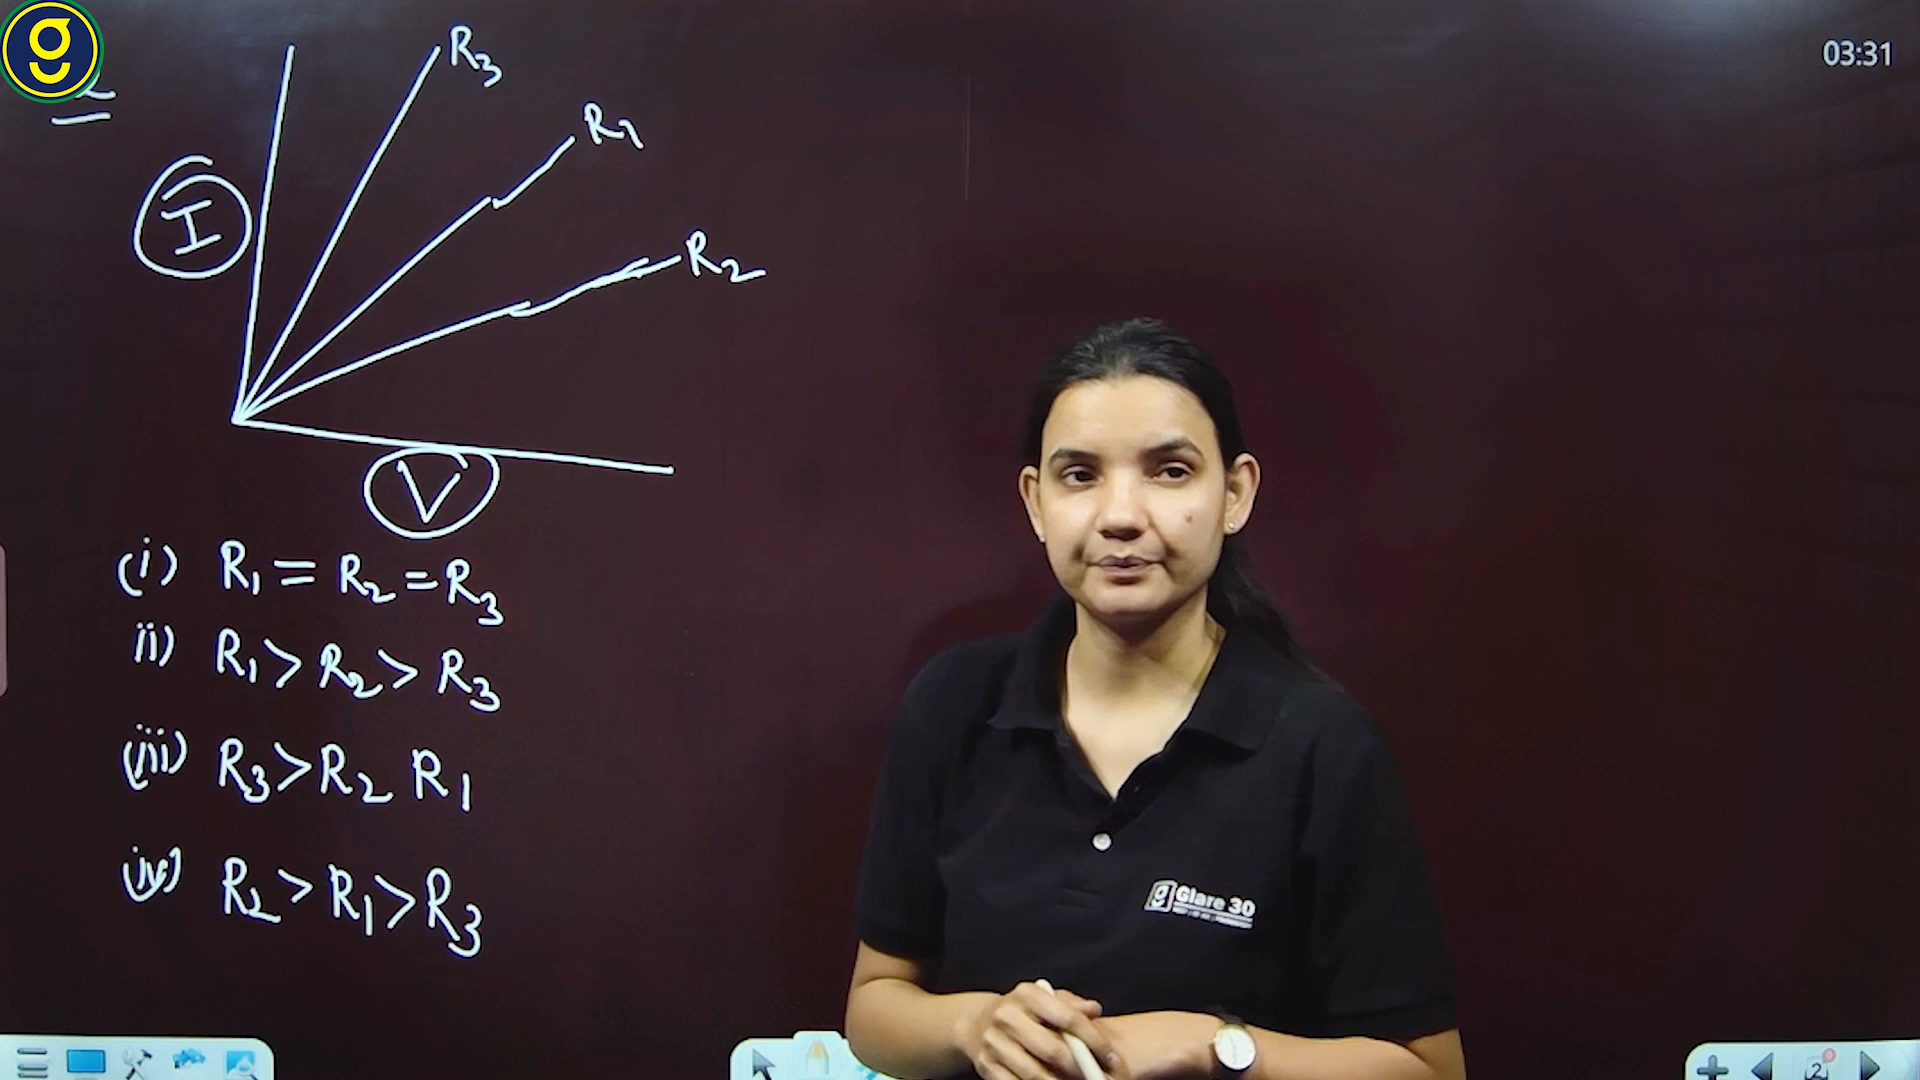 03:31
R3
R1
R2
I
V
(i) R1 = R2 = R3
ii) R1 > R2 > R3
(iii) R3 > R2 R1
iv) R2 > R1 > R3
g Glare 30
2